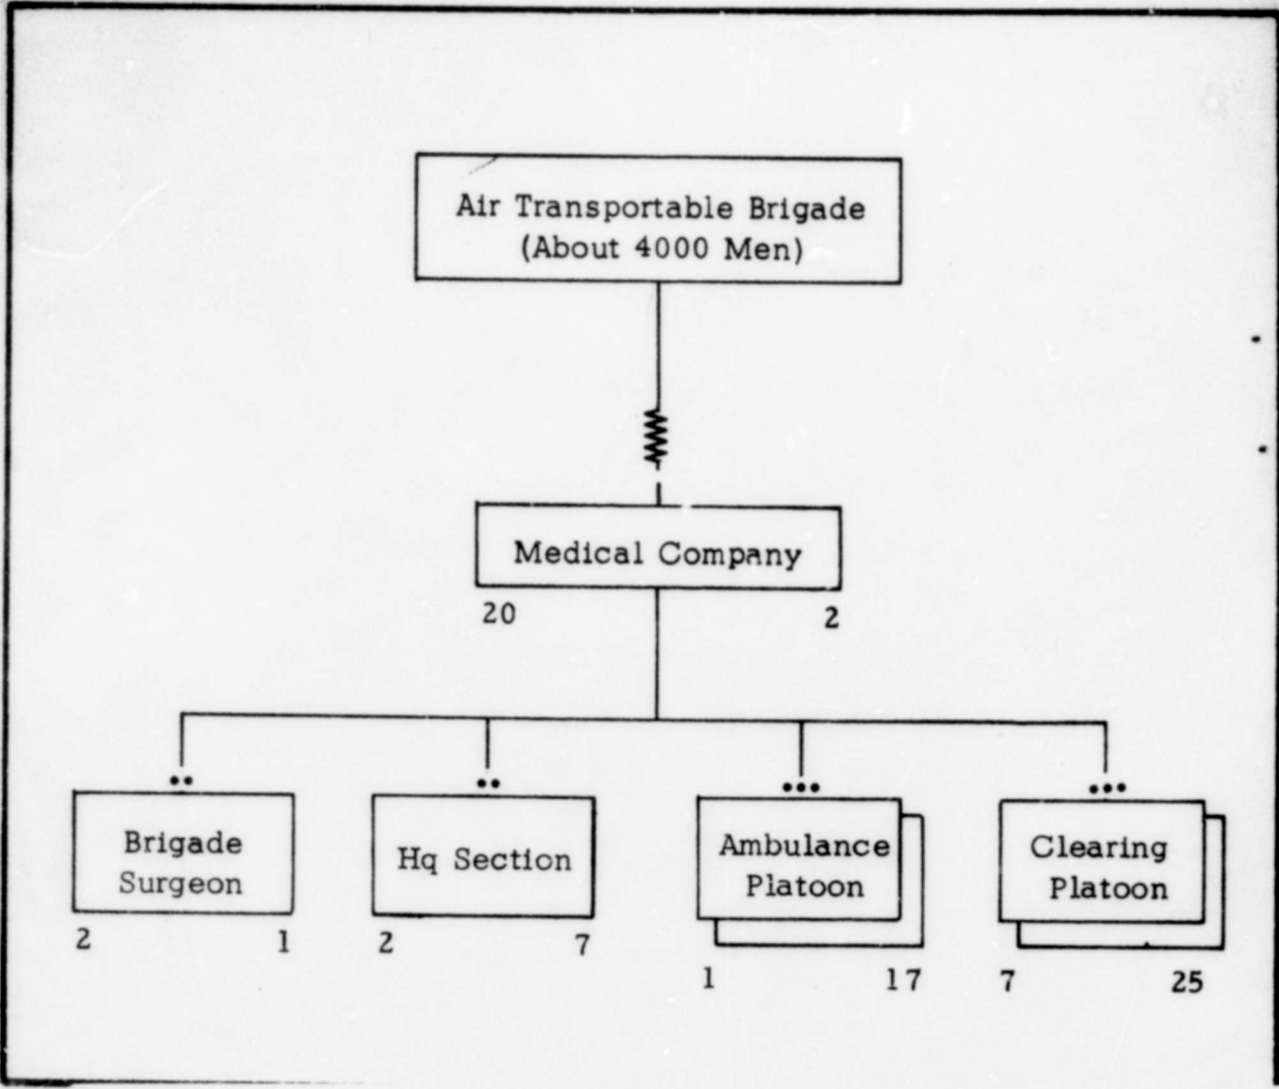 Air Transportable Brigade
(About 4000 Men)
Medical Company
20 2
Brigade
Surgeon
2 1
Hq Section
2 7
Ambulance
Platoon
1 17
Clearing
Platoon
7 25